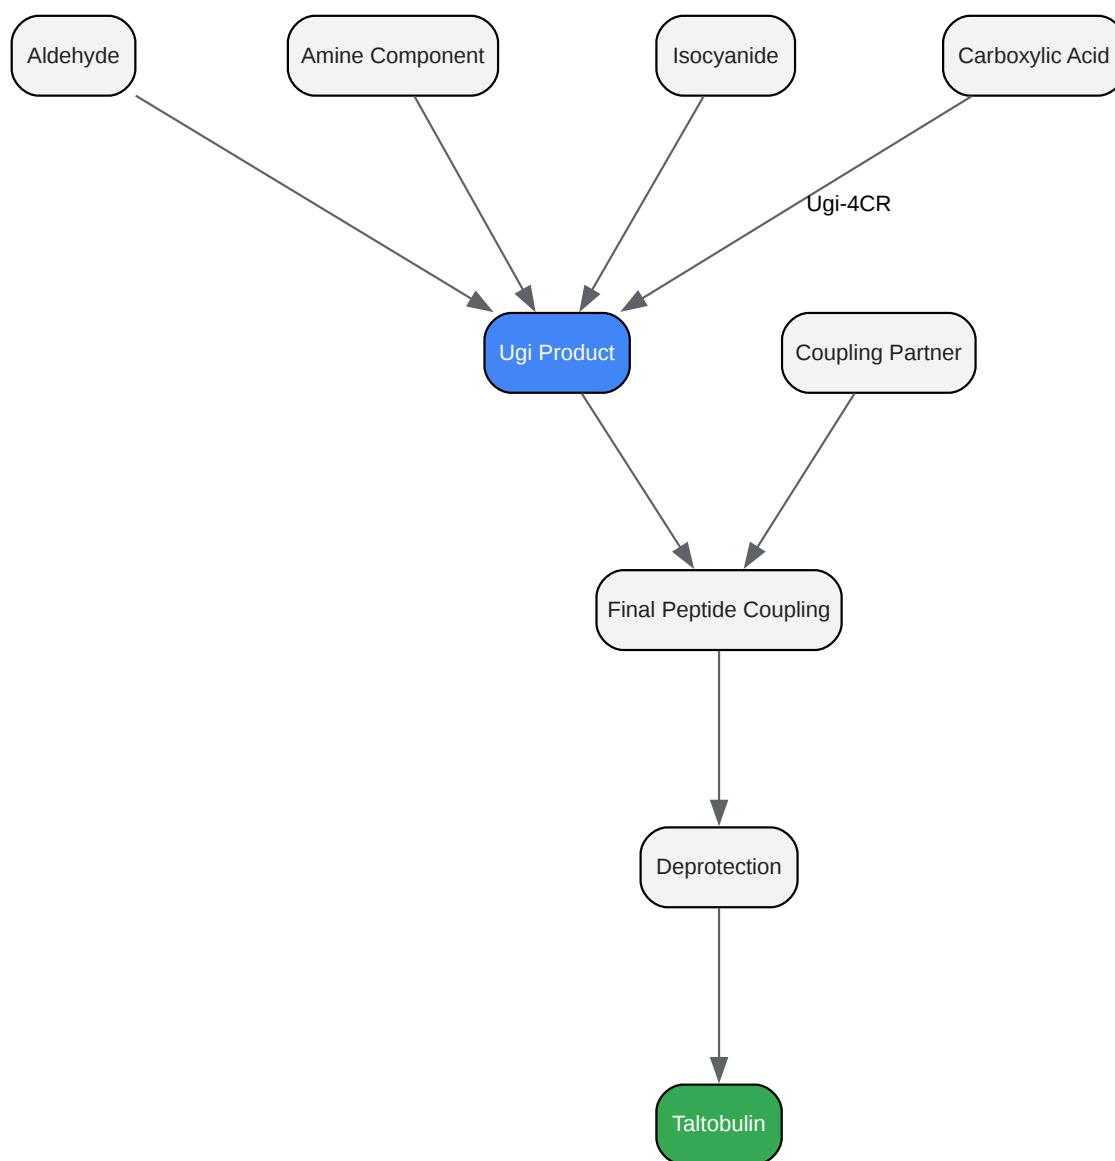 Aldehyde
Amine Component
Isocyanide
Carboxylic Acid
Ugi-4CR
Ugi Product
Coupling Partner
Final Peptide Coupling
Deprotection
Taltobulin